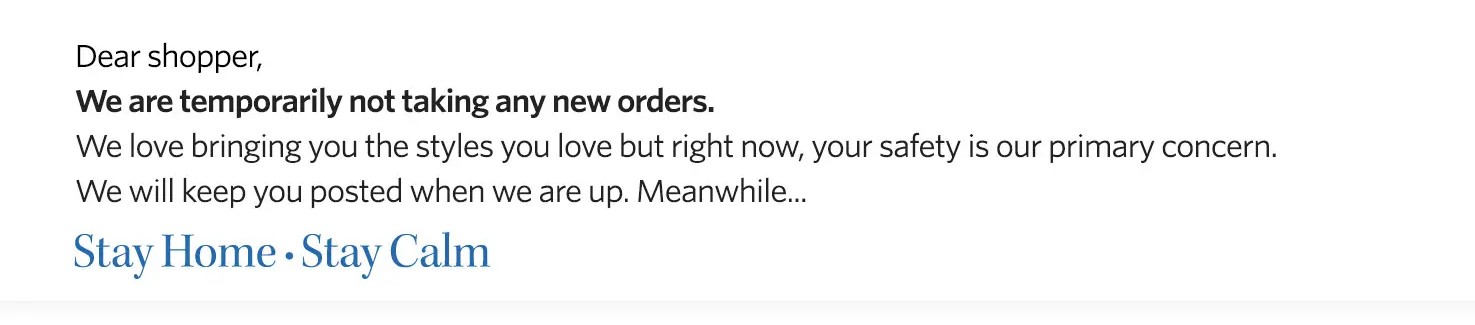 Dear shopper,
We are temporarily not taking any new orders.
We love bringing you the styles you love but right now, your safety is our primary concern.
We will keep you posted when we are up. Meanwhile...
Stay Home • Stay Calm